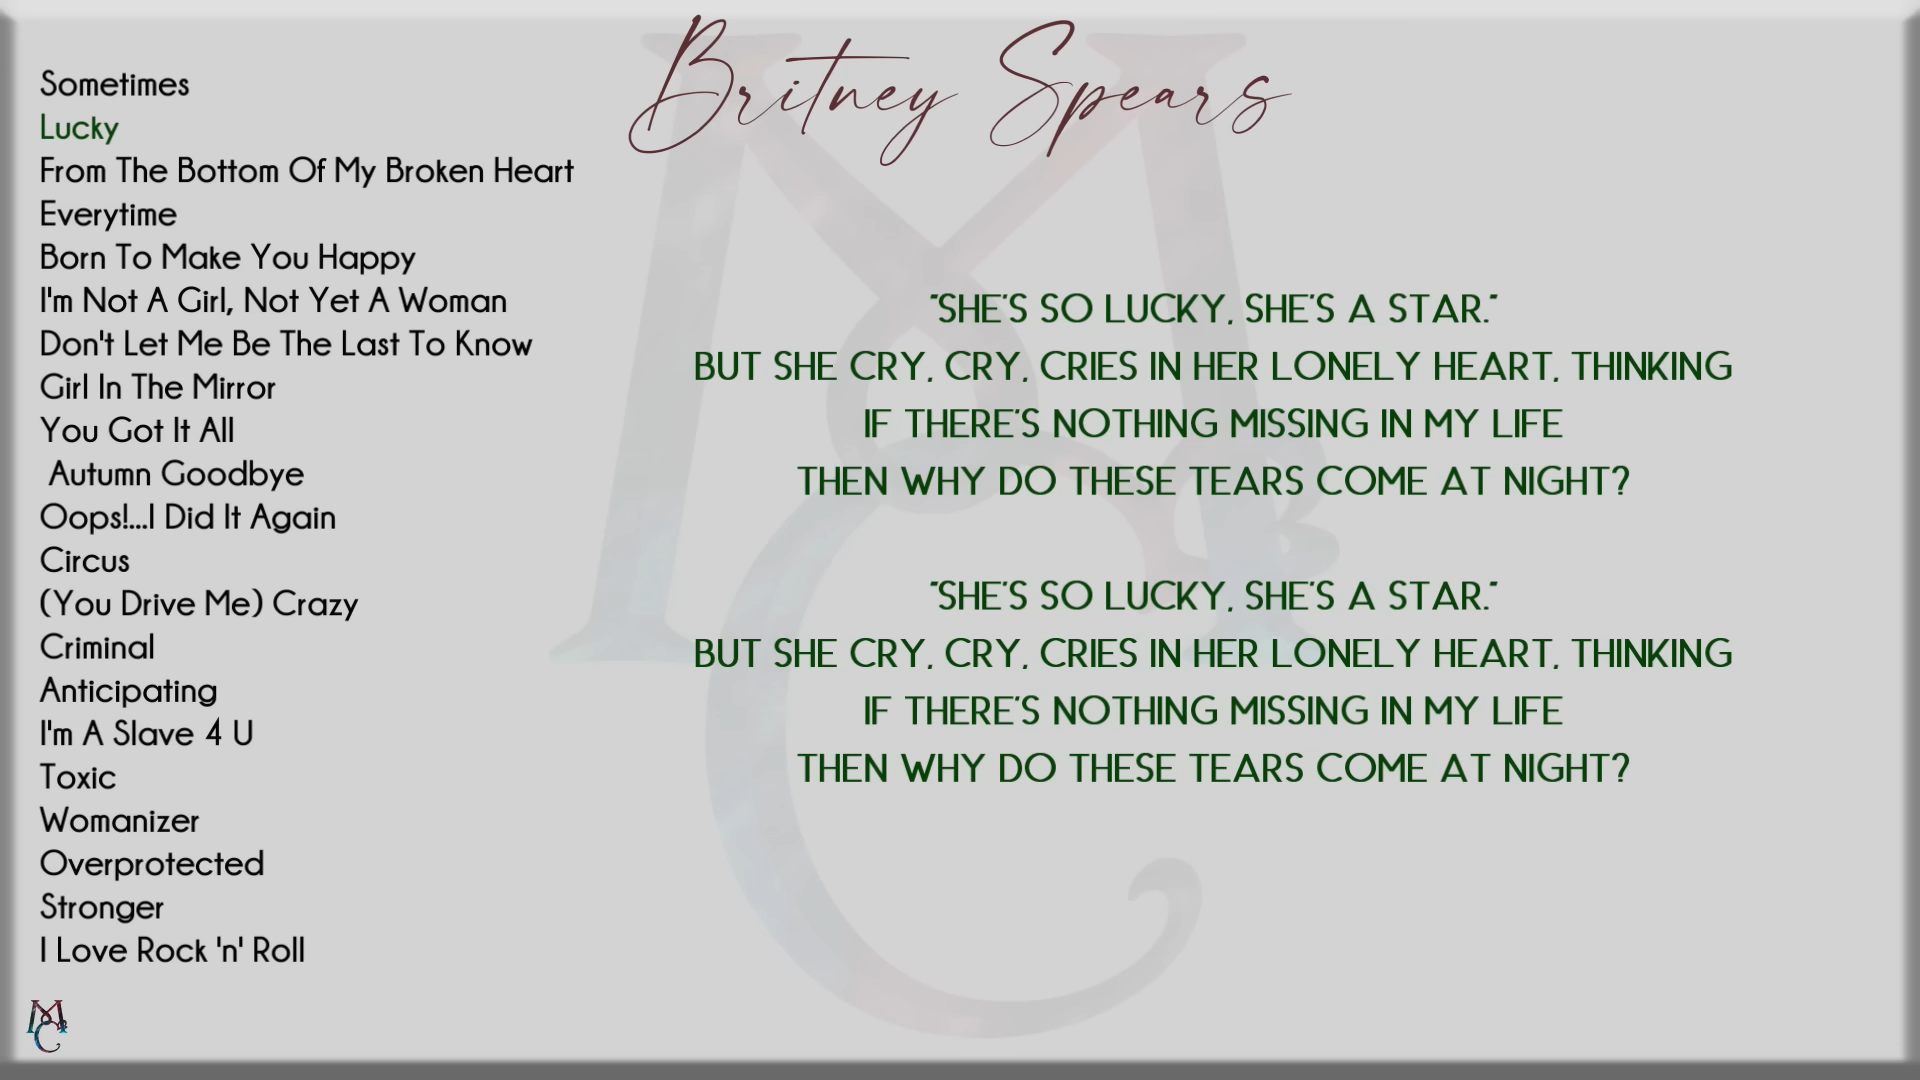 Britney Spears
Sometimes
Lucky
From The Bottom Of My Broken Heart
Everytime
Born To Make You Happy
I'm Not A Girl, Not Yet A Woman
Don't Let Me Be The Last To Know
Girl In The Mirror
You Got It All
Autumn Goodbye
Oops!...I Did It Again
Circus
(You Drive Me) Crazy
Criminal
Anticipating
I'm A Slave 4 U
Toxic
Womanizer
Overprotected
Stronger
I Love Rock 'n' Roll
"SHE'S SO LUCKY, SHE'S A STAR."
BUT SHE CRY, CRY, CRIES IN HER LONELY HEART, THINKING
IF THERE'S NOTHING MISSING IN MY LIFE
THEN WHY DO THESE TEARS COME AT NIGHT?
"SHE'S SO LUCKY, SHE'S A STAR."
BUT SHE CRY, CRY, CRIES IN HER LONELY HEART, THINKING
IF THERE'S NOTHING MISSING IN MY LIFE
THEN WHY DO THESE TEARS COME AT NIGHT?
MC